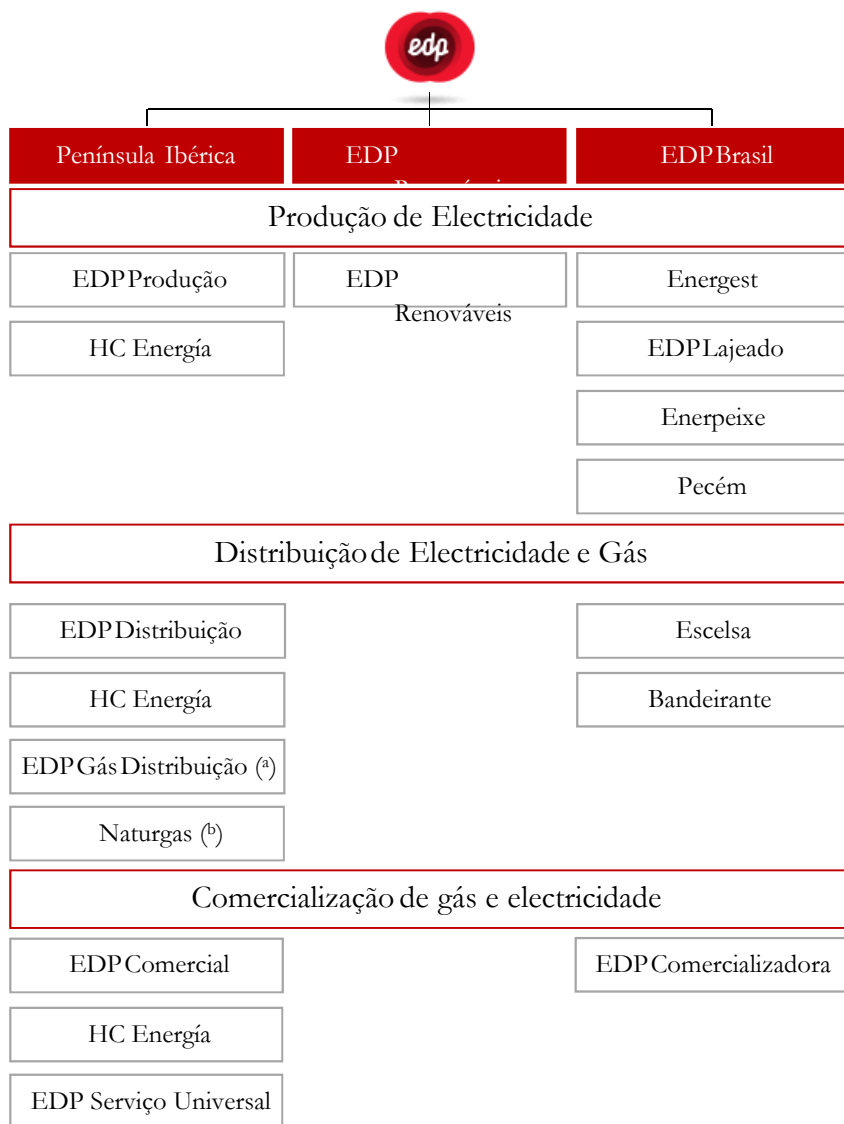 edp
Península Ibérica
EDP
EDP Brasil
Produção de Electricidade
EDP Produção
EDP
Renováveis
Energest
HC Energía
EDP Lajeado
Enerpeixe
Pecém
Distribuição de Electricidade e Gás
EDP Distribuição
Escelsa
HC Energía
Bandeirante
EDP Gás Distribuição (ᵃ)
Naturgas (ᵇ)
Comercialização de gás e electricidade
EDP Comercial
EDP Comercializadora
HC Energía
EDP Serviço Universal